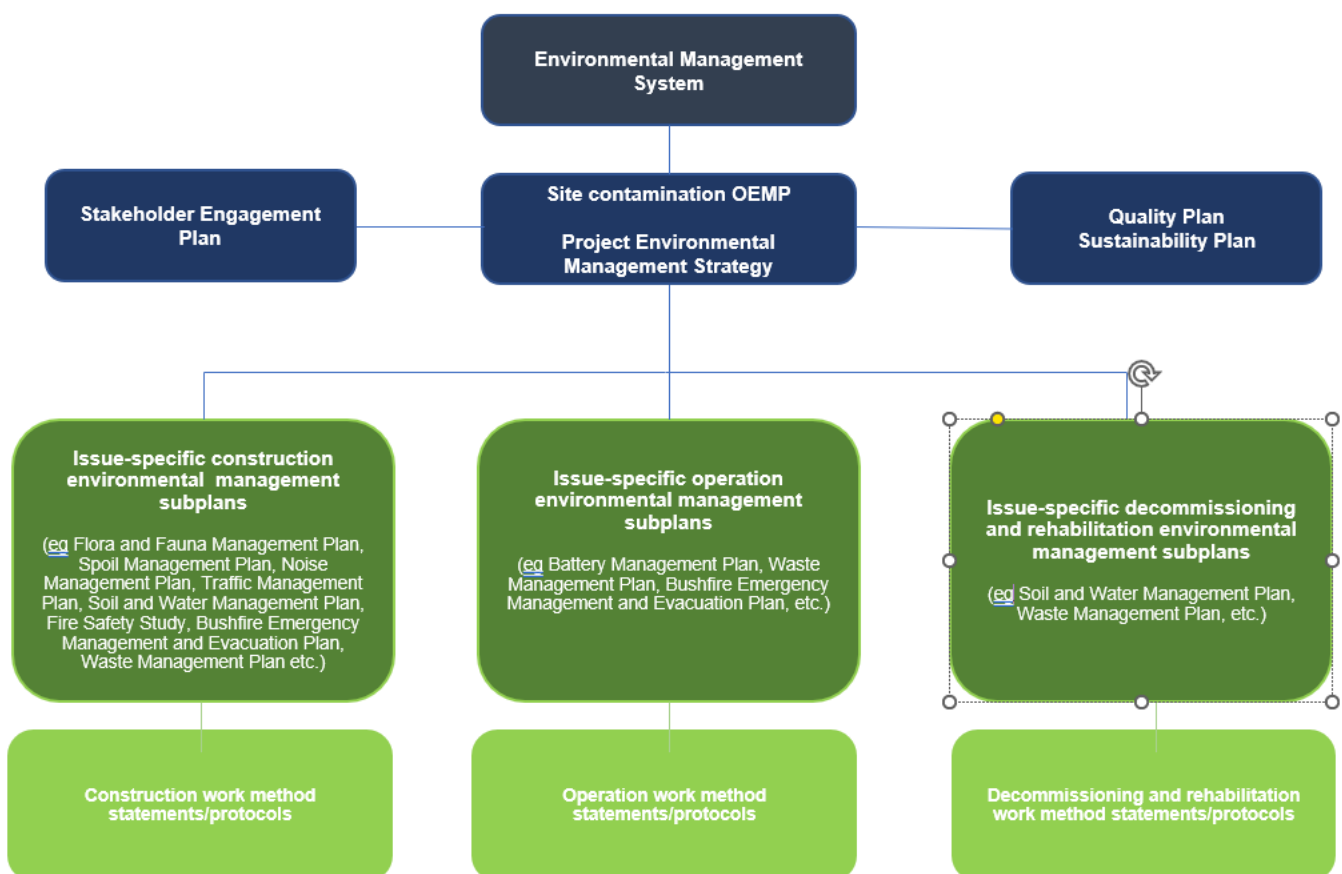 Environmental Management
System
Stakeholder Engagement
Plan
Site contamination OEMP
Project Environmental
Management Strategy
Quality Plan
Sustainability Plan
Issue-specific construction
environmental management
subplans
(eg Flora and Fauna Management Plan,
Spoil Management Plan, Noise
Management Plan, Traffic Management
Plan, Soil and Water Management Plan,
Fire Safety Study, Bushfire Emergency
Management and Evacuation Plan,
Waste Management Plan etc.)
Issue-specific operation
environmental management
subplans
(eg Battery Management Plan, Waste
Management Plan, Bushfire Emergency
Management and Evacuation Plan, etc.)
Issue-specific decommissioning
and rehabilitation environmental
management subplans
(eg Soil and Water Management Plan,
Waste Management Plan, etc.)
Construction work method
statements/protocols
Operation work method
statements/protocols
Decommissioning and rehabilitation
work method statements/protocols